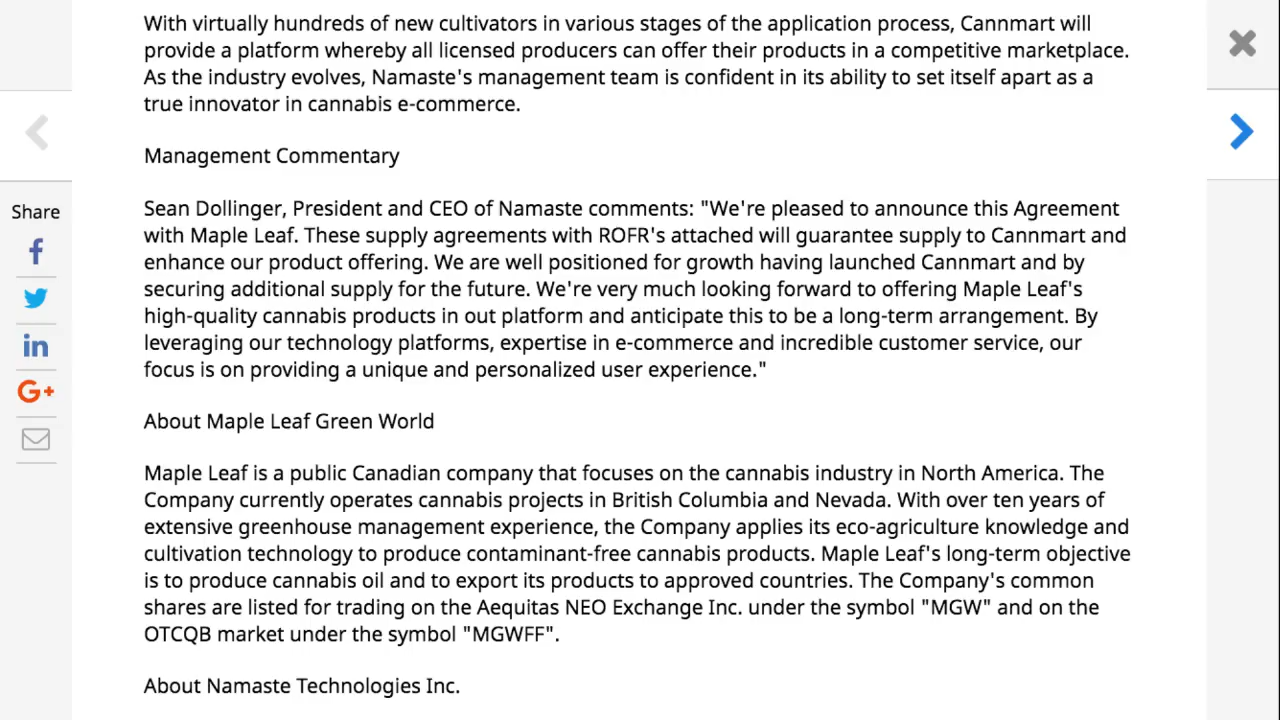 With virtually hundreds of new cultivators in various stages of the application process, Cannmart will
provide a platform whereby all licensed producers can offer their products in a competitive marketplace.
As the industry evolves, Namaste's management team is confident in its ability to set itself apart as a
true innovator in cannabis e-commerce.
Management Commentary
Sean Dollinger, President and CEO of Namaste comments: "We're pleased to announce this Agreement
with Maple Leaf. These supply agreements with ROFR's attached will guarantee supply to Cannmart and
enhance our product offering. We are well positioned for growth having launched Cannmart and by
securing additional supply for the future. We're very much looking forward to offering Maple Leaf's
high-quality cannabis products in out platform and anticipate this to be a long-term arrangement. By
leveraging our technology platforms, expertise in e-commerce and incredible customer service, our
focus is on providing a unique and personalized user experience."
About Maple Leaf Green World
Maple Leaf is a public Canadian company that focuses on the cannabis industry in North America. The
Company currently operates cannabis projects in British Columbia and Nevada. With over ten years of
extensive greenhouse management experience, the Company applies its eco-agriculture knowledge and
cultivation technology to produce contaminant-free cannabis products. Maple Leaf's long-term objective
is to produce cannabis oil and to export its products to approved countries. The Company's common
shares are listed for trading on the Aequitas NEO Exchange Inc. under the symbol "MGW" and on the
OTCQB market under the symbol "MGWFF".
About Namaste Technologies Inc.
Share
f
in
G+